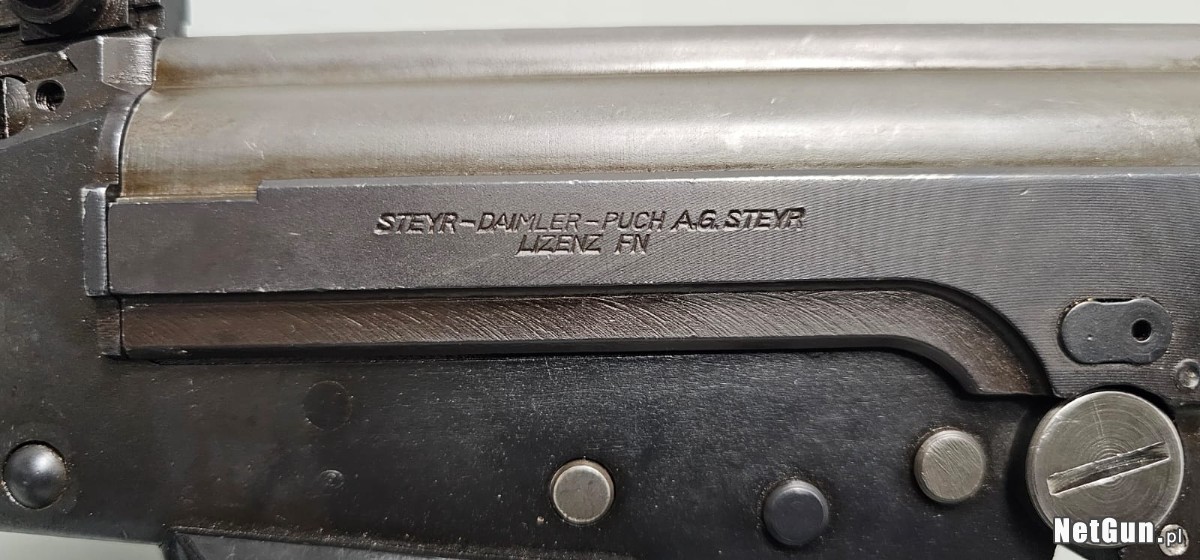 STEYR-DAIMLER-PUCH A.G. STEYR
LIZENZ FN
NetGun.pl